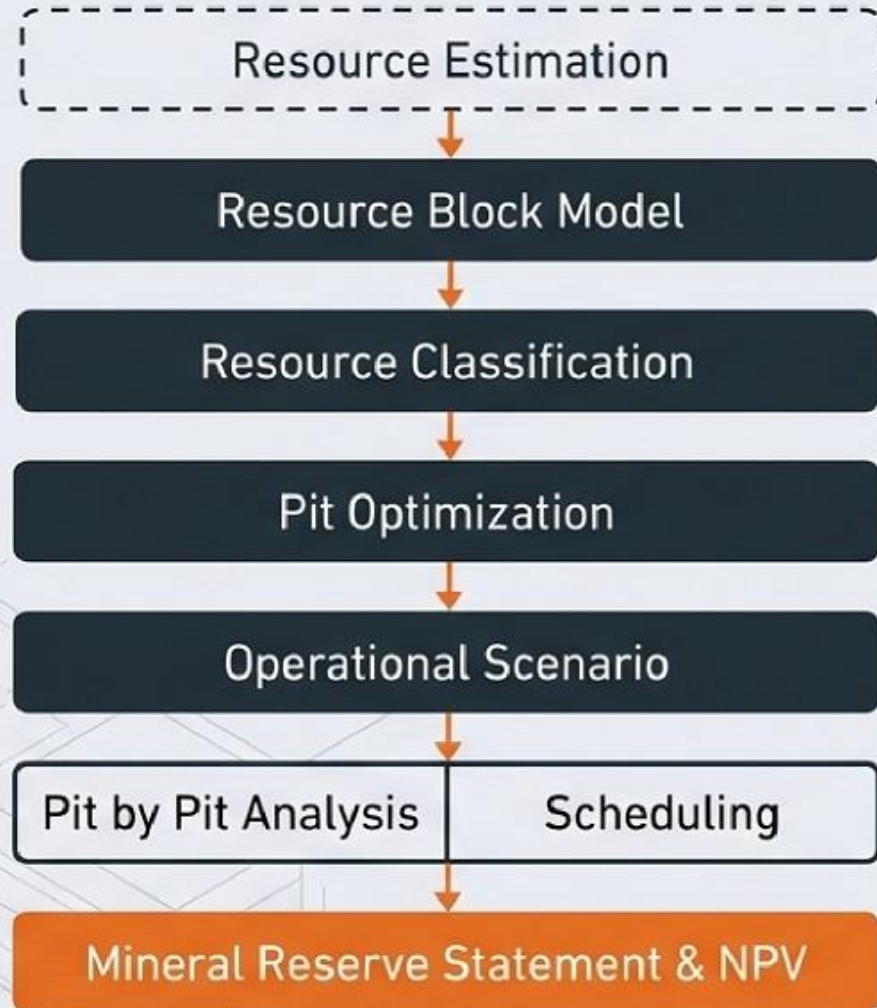 Resource Estimation
Resource Block Model
Resource Classification
Pit Optimization
Operational Scenario
Pit by Pit Analysis
Scheduling
Mineral Reserve Statement & NPV